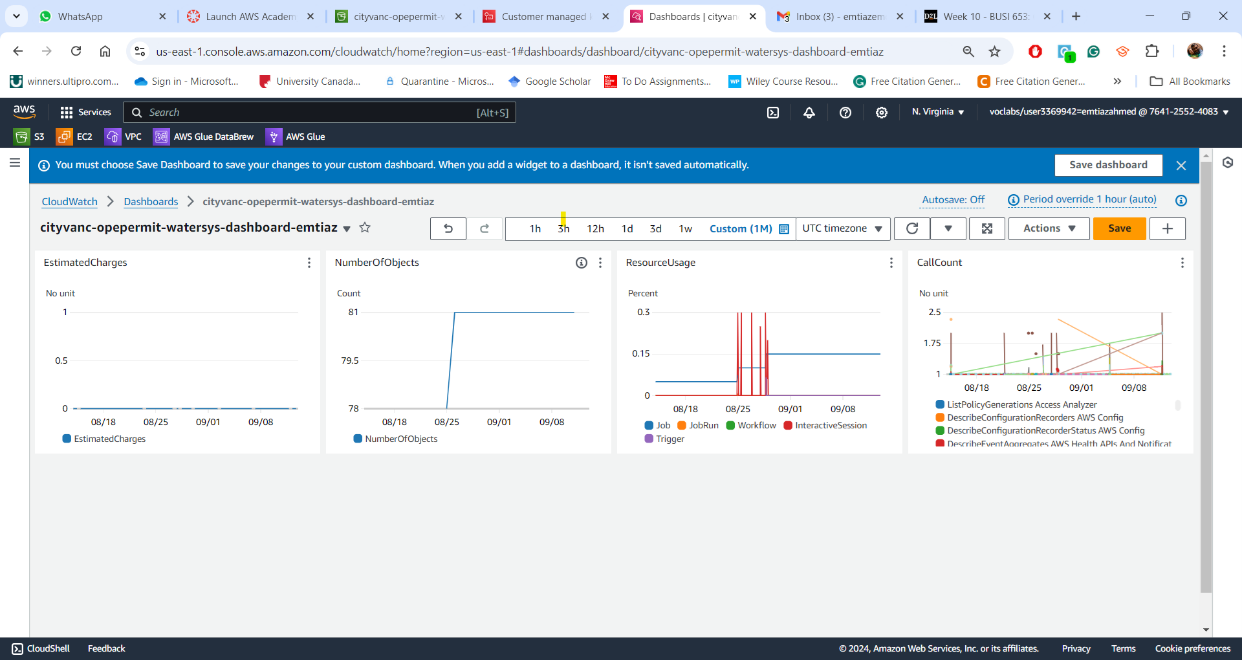 WhatsApp
Launch AWS Academ
cityvanc-opepermit-w
Customer managed
Dashboards | cityvan
Inbox (3) - emtiazem
Week 10 - BUSI 653:
us-east-1.console.aws.amazon.com/cloudwatch/home?region=us-east-1#dashboards/dashboard/cityvanc-opepermit-watersys-dashboard-emtiaz
winners.ultipro.com...
Sign in - Microsoft...
University Canada...
Quarantine - Micros...
Google Scholar
To Do Assignments...
Wiley Course Resou...
Free Citation Gener...
Free Citation Gener...
All Bookmarks
aws
Services
Search
[Alt+S]
N. Virginia
voclabs/user3369942=emtiazahmed @ 7641-2552-4083
S3
EC2
VPC
AWS Glue DataBrew
AWS Glue
You must choose Save Dashboard to save your changes to your custom dashboard. When you add a widget to a dashboard, it isn't saved automatically.
Save dashboard
CloudWatch
Dashboards
cityvanc-opepermit-watersys-dashboard-emtiaz
Autosave: Off
Period override 1 hour (auto)
cityvanc-opepermit-watersys-dashboard-emtiaz
1h
3h
12h
1d
3d
1w
Custom (1M)
UTC timezone
Actions
Save
EstimatedCharges
No unit
1
0.5
0
08/18
08/25
09/01
09/08
EstimatedCharges
NumberOfObjects
Count
81
79.5
78
08/18
08/25
09/01
09/08
NumberOfObjects
ResourceUsage
Percent
0.3
0.15
0
08/18
08/25
09/01
09/08
Job
JobRun
Workflow
InteractiveSession
Trigger
CallCount
No unit
2.5
1.75
1
08/18
08/25
09/01
09/08
ListPolicyGenerations Access Analyzer
DescribeConfigurationRecorders AWS Config
DescribeConfigurationRecorderStatus AWS Config
DescribeEventAggregates AWS Health APIs And Notificat
CloudShell
Feedback
© 2024, Amazon Web Services, Inc. or its affiliates.
Privacy
Terms
Cookie preferences